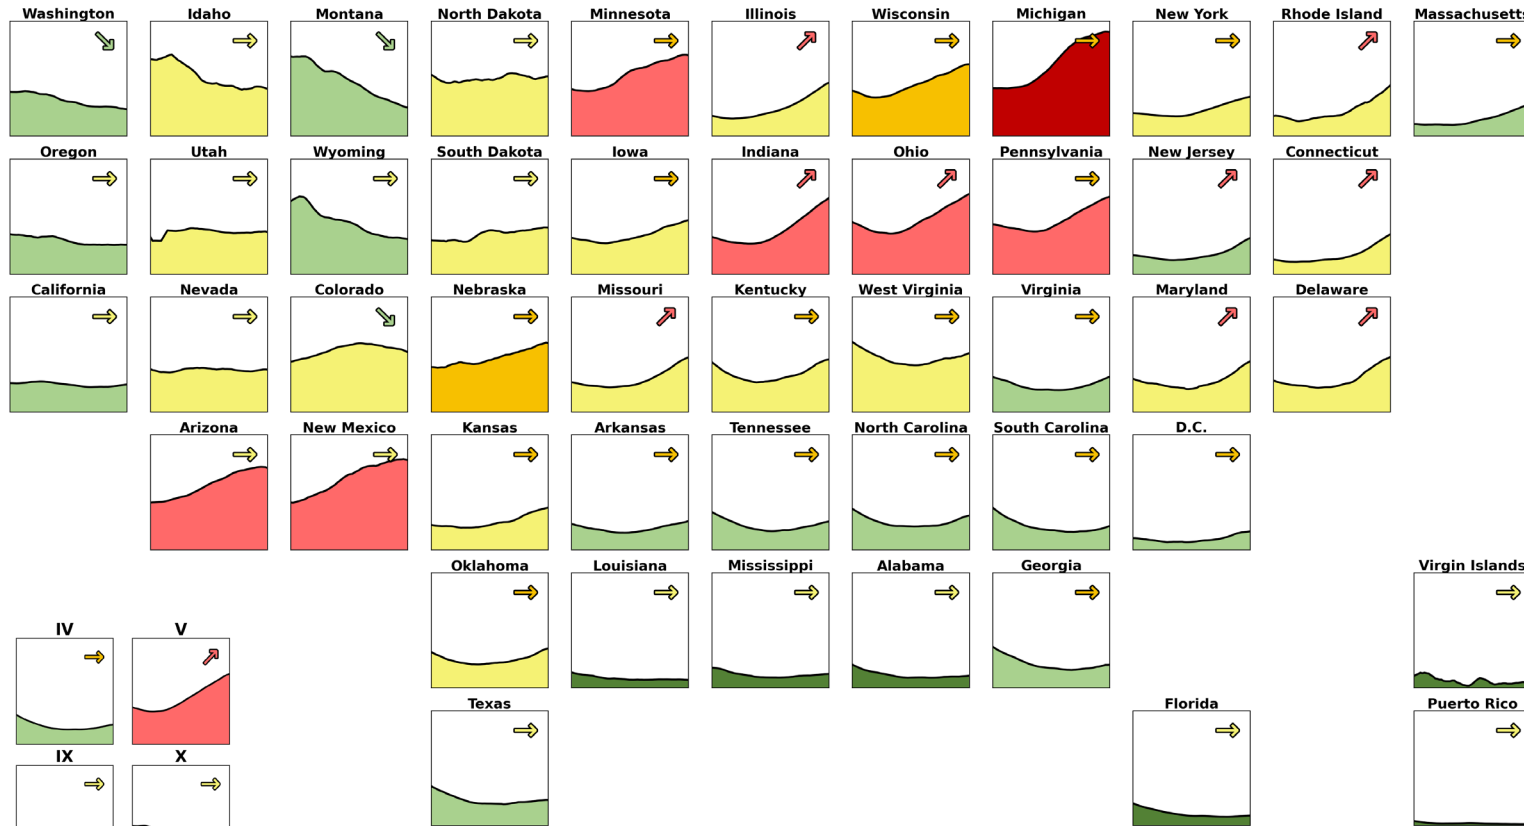 Washington Idaho Montana North Dakota Minnesota Illinois Wisconsin Michigan New York Rhode Island Massachusetts
Oregon Utah Wyoming South Dakota Iowa Indiana Ohio Pennsylvania New Jersey Connecticut
California Nevada Colorado Nebraska Missouri Kentucky West Virginia Virginia Maryland Delaware
Arizona New Mexico Kansas Arkansas Tennessee North Carolina South Carolina D.C.
Oklahoma Louisiana Mississippi Alabama Georgia Virgin Islands
IV V
Texas Florida Puerto Rico
IX X